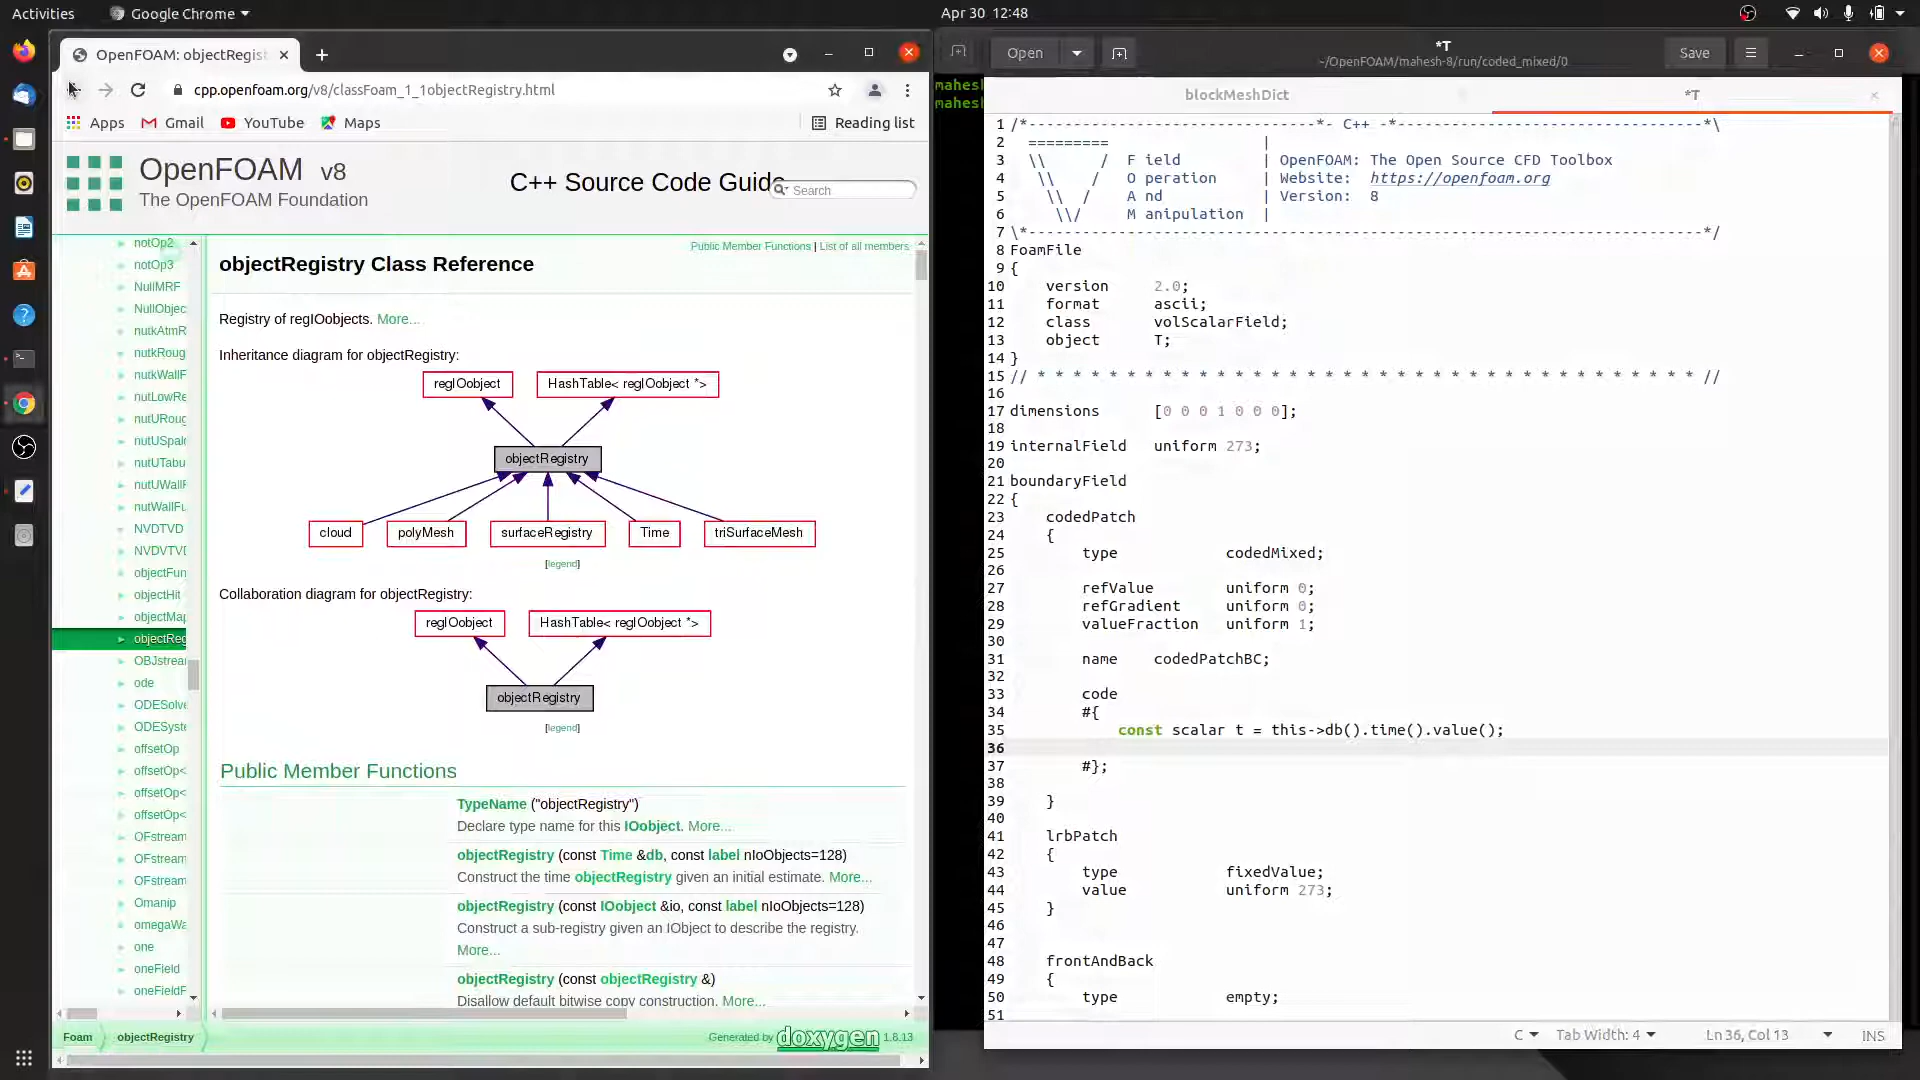 Activities
Google Chrome
Apr 30 12:48
OpenFOAM: objectRegist
cpp.openfoam.org/v8/classFoam_1_1objectRegistry.html
Apps
Gmail
YouTube
Maps
Reading list
OpenFOAM v8
The OpenFOAM Foundation
C++ Source Code Guide
Search
notOp2
notOp3
NullMRF
NullObjec
nutkAtmR
nutkRoug
nutkWallF
nutLowRe
nutURoug
nutUSpal
nutUTabu
nutUWallF
nutWallFu
NVDTVD
NVDVTVD
objectFun
objectHit
objectMap
objectReg
OBJstrea
ode
ODESolve
ODESyste
offsetOp
offsetOp<
offsetOp<
offsetOp<
OFstream
OFstream
OFstream
Omanip
omegaWa
one
oneField
oneFieldF
Public Member Functions | List of all members
objectRegistry Class Reference
Registry of regIOobjects. More...
Inheritance diagram for objectRegistry:
regIOobject
HashTable< regIOobject *>
objectRegistry
cloud
polyMesh
surfaceRegistry
Time
triSurfaceMesh
[legend]
Collaboration diagram for objectRegistry:
regIOobject
HashTable< regIOobject *>
objectRegistry
[legend]
Public Member Functions
TypeName ("objectRegistry")
Declare type name for this IOobject. More...
objectRegistry (const Time &db, const label nIoObjects=128)
Construct the time objectRegistry given an initial estimate. More...
objectRegistry (const IOobject &io, const label nIoObjects=128)
Construct a sub-registry given an IObject to describe the registry.
More...
objectRegistry (const objectRegistry &)
Disallow default bitwise copy construction. More...
Foam
objectRegistry
Generated by doxygen 1.8.13
mahes
mahes
Open
*T
~/OpenFOAM/mahesh-8/run/coded_mixed/0
Save
blockMeshDict
*T
1 /*--------------------------------*- C++ -*----------------------------------*\
2 ========= |
3 \\ / F ield | OpenFOAM: The Open Source CFD Toolbox
4 \\ / O peration | Website: https://openfoam.org
5 \\ / A nd | Version: 8
6 \\/ M anipulation |
7 \*---------------------------------------------------------------------------*/
8 FoamFile
9 {
10 version 2.0;
11 format ascii;
12 class volScalarField;
13 object T;
14 }
15 // * * * * * * * * * * * * * * * * * * * * * * * * * * * * * * * * * * * * * //
16
17 dimensions [0 0 0 1 0 0 0];
18
19 internalField uniform 273;
20
21 boundaryField
22 {
23 codedPatch
24 {
25 type codedMixed;
26
27 refValue uniform 0;
28 refGradient uniform 0;
29 valueFraction uniform 1;
30
31 name codedPatchBC;
32
33 code
34 #{
35 const scalar t = this->db().time().value();
36
37 #};
38
39 }
40
41 lrbPatch
42 {
43 type fixedValue;
44 value uniform 273;
45 }
46
47
48 frontAndBack
49 {
50 type empty;
51
C
Tab Width: 4
Ln 36, Col 13
INS